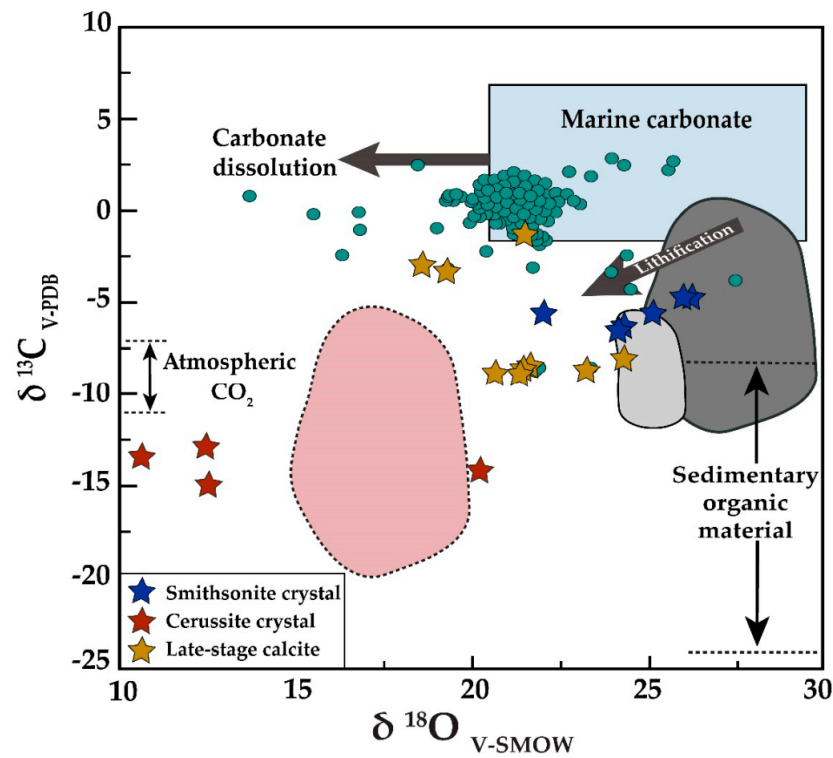 10
5
0
-5
-10
-15
-20
-25
δ 13C V-PDB
Carbonate
dissolution
Marine carbonate
Lithification
Atmospheric
CO2
Sedimentary
organic
material
Smithsonite crystal
Cerussite crystal
Late-stage calcite
10
15
20
25
30
δ 18O V-SMOW